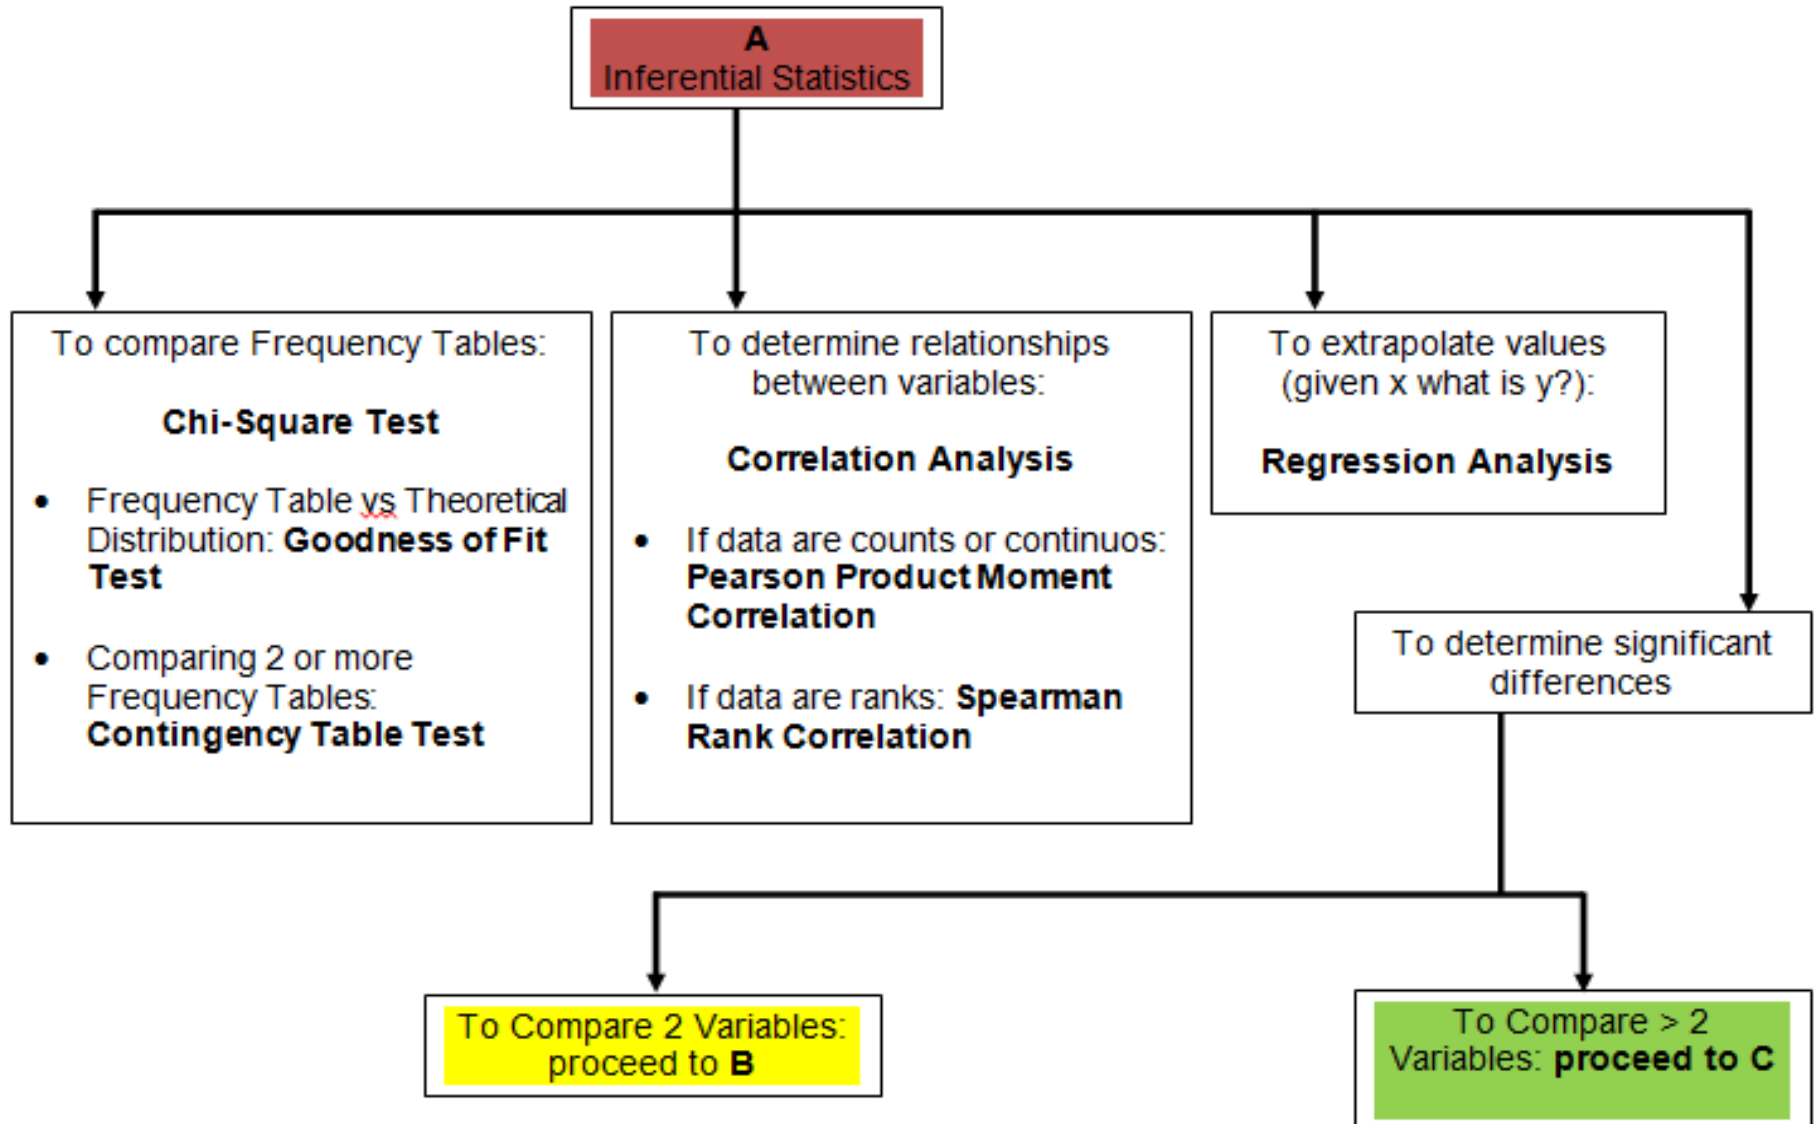 A
Inferential Statistics
To compare Frequency Tables:
Chi-Square Test
• Frequency Table vs Theoretical
Distribution: Goodness of Fit
Test
• Comparing 2 or more
Frequency Tables:
Contingency Table Test
To determine relationships
between variables:
Correlation Analysis
• If data are counts or continuos:
Pearson Product Moment
Correlation
• If data are ranks: Spearman
Rank Correlation
To extrapolate values
(given x what is y?):
Regression Analysis
To determine significant
differences
To Compare 2 Variables:
proceed to B
To Compare > 2
Variables: proceed to C